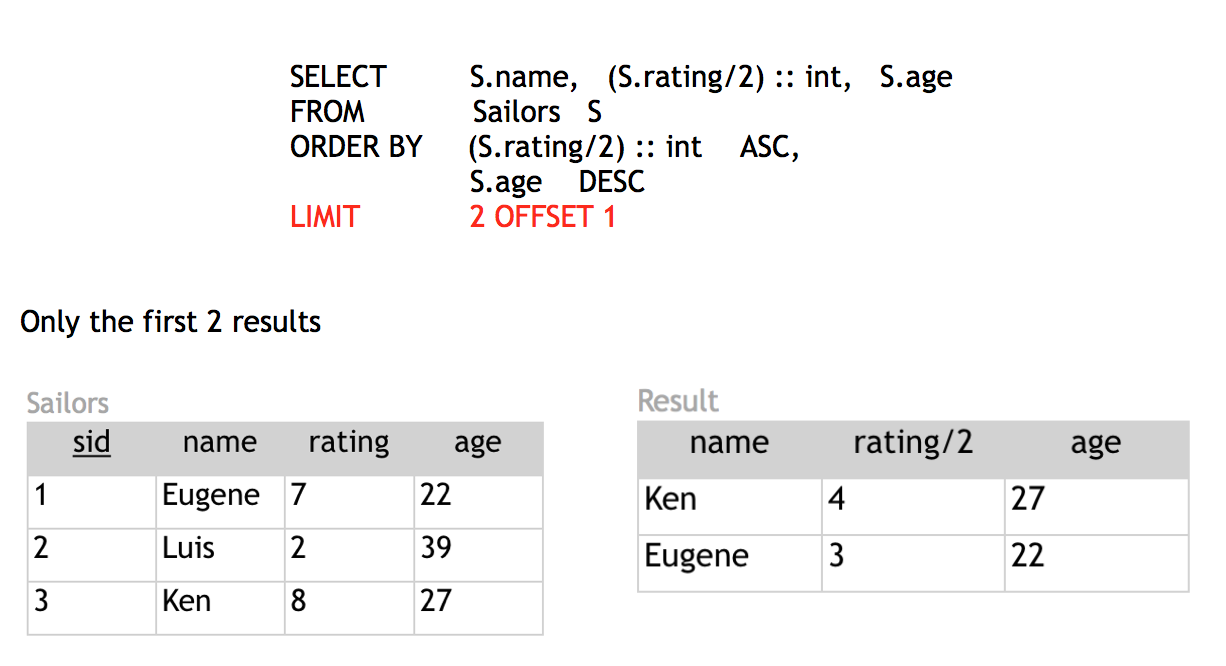 SELECT S.name, (S.rating/2) :: int, S.age
FROM Sailors S
ORDER BY (S.rating/2) :: int ASC,
S.age DESC
LIMIT 2 OFFSET 1
Only the first 2 results
Sailors
sid name rating age
1 Eugene 7 22
2 Luis 2 39
3 Ken 8 27
Result
name rating/2 age
Ken 4 27
Eugene 3 22